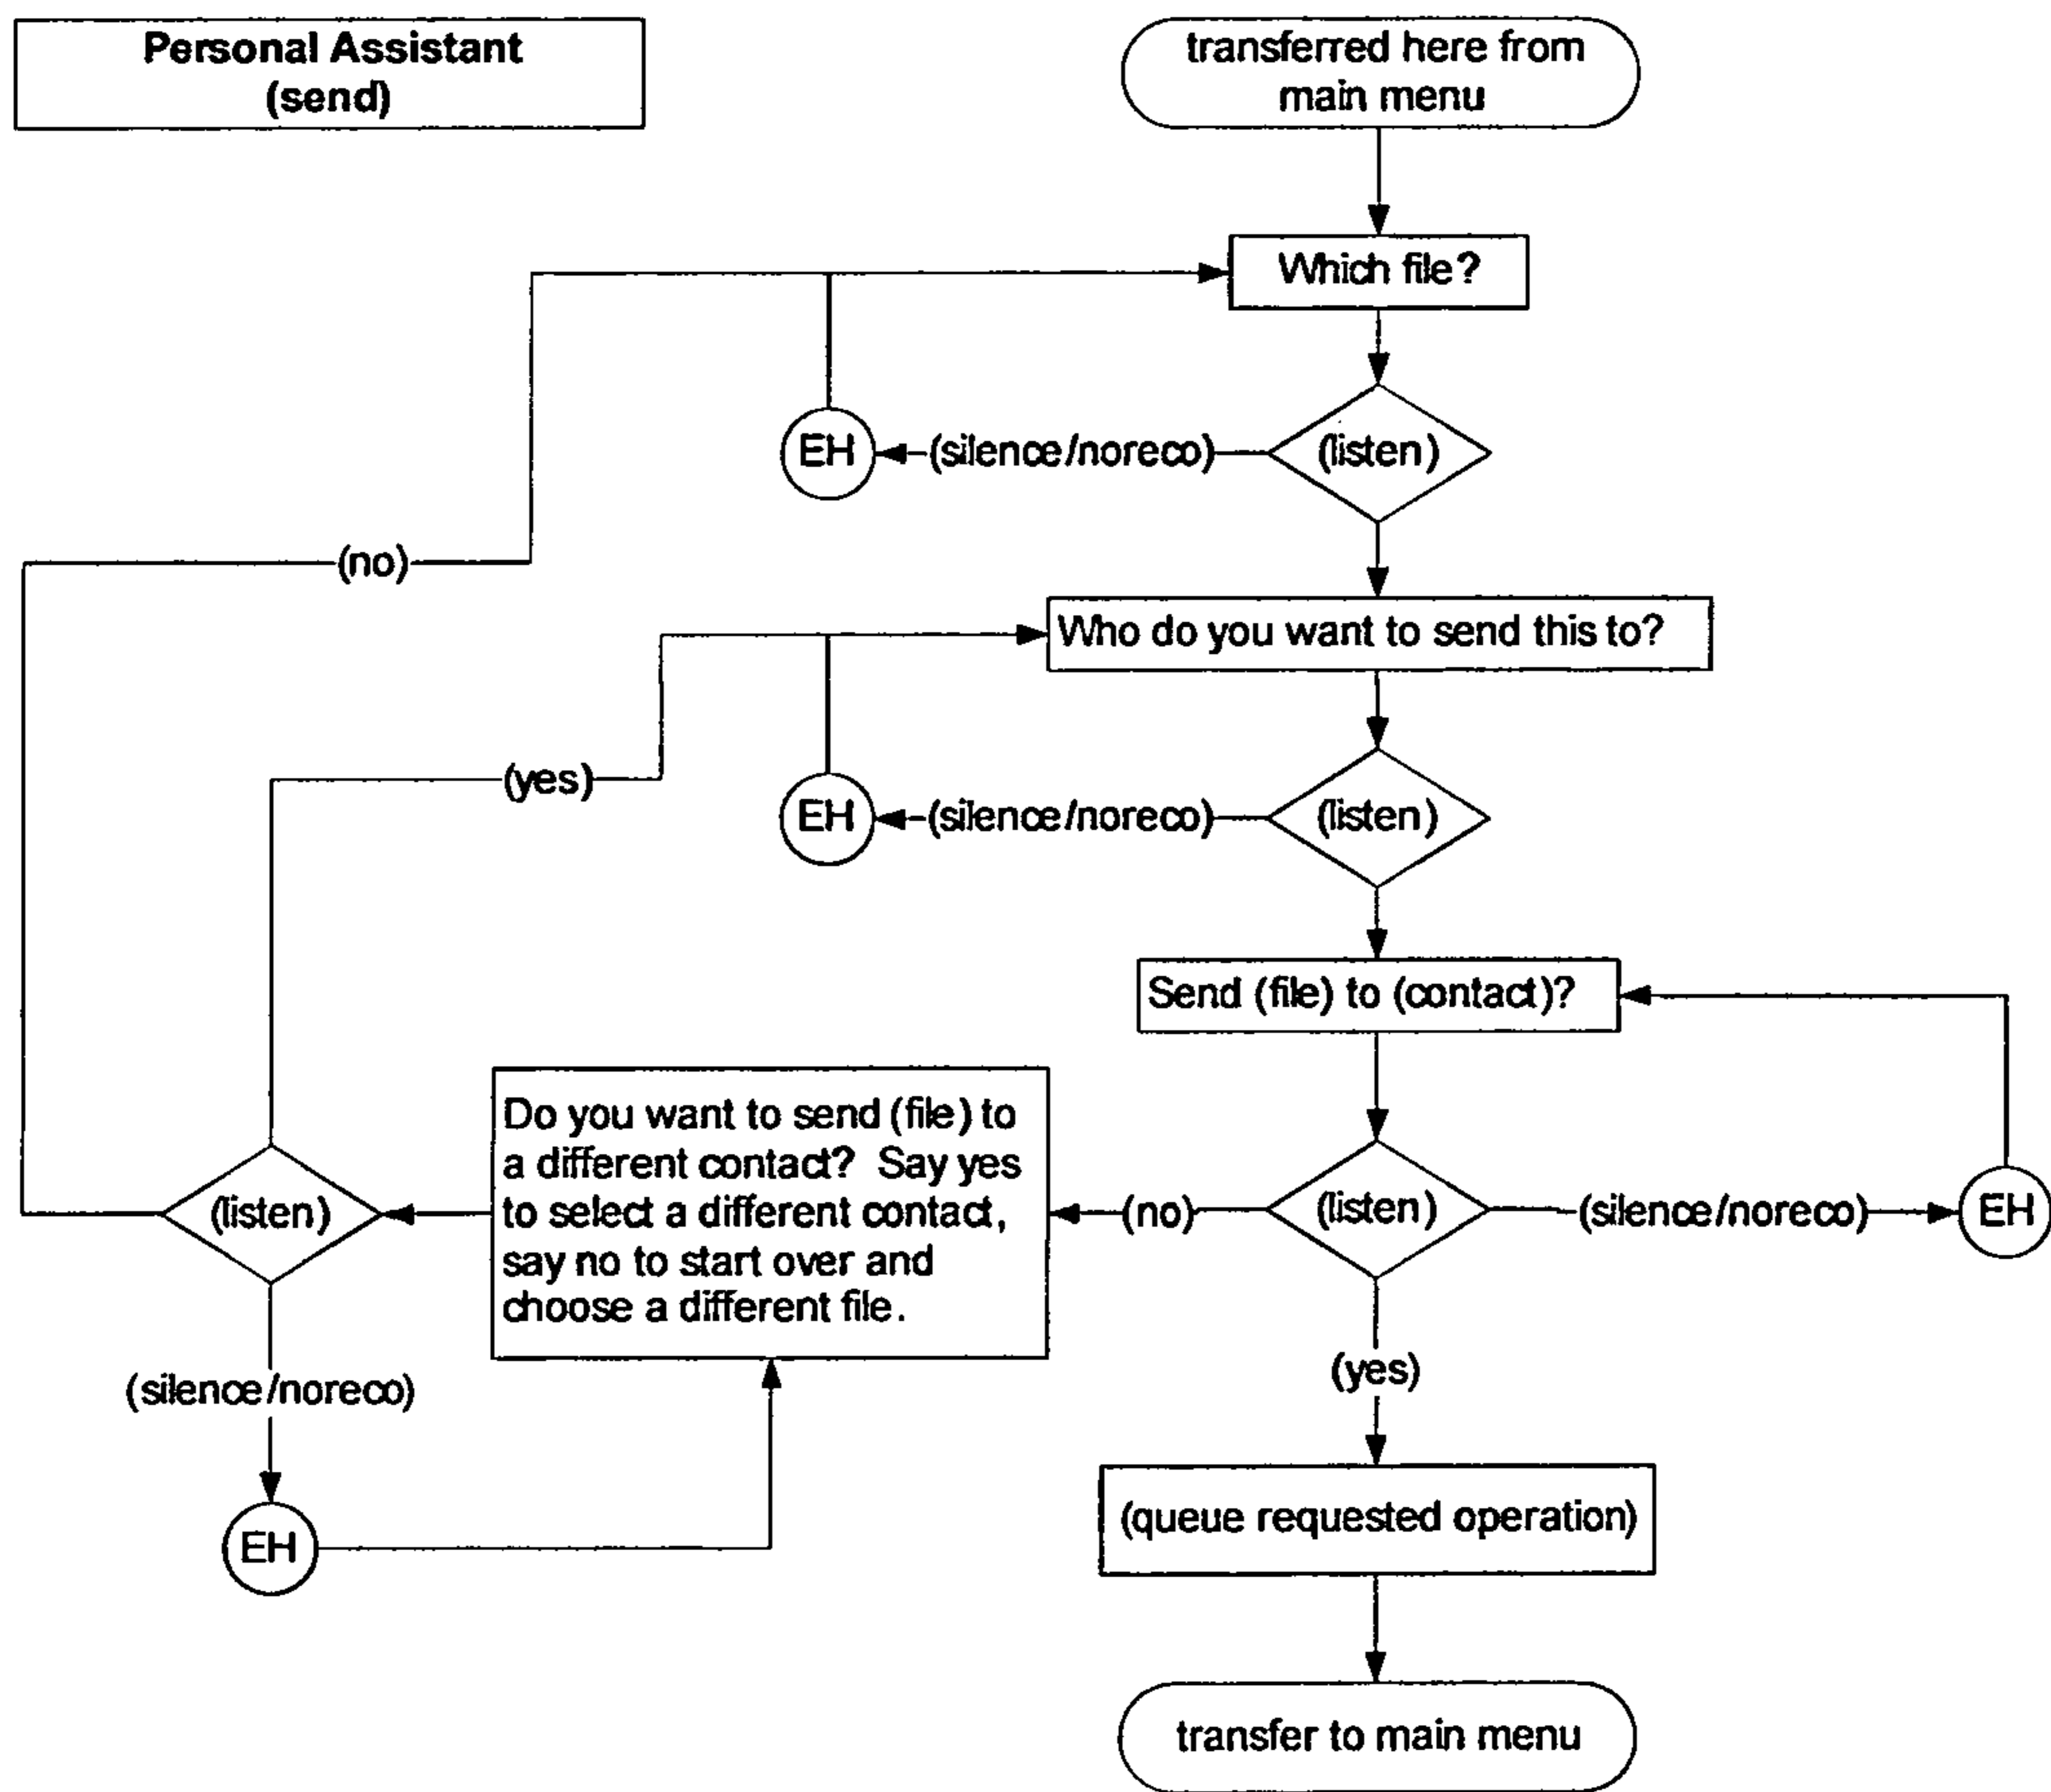 Personal Assistant
(send)
transferred here from
main menu
Which file?
(listen)
(silence/noreco)
EH
(no)
Who do you want to send this to?
(yes)
(listen)
(silence/noreco)
EH
Send (file) to (contact)?
Do you want to send (file) to
a different contact?  Say yes
to select a different contact,
say no to start over and
choose a different file.
(listen)
(no)
(listen)
(silence/noreco)
EH
(yes)
(silence/noreco)
EH
(queue requested operation)
transfer to main menu